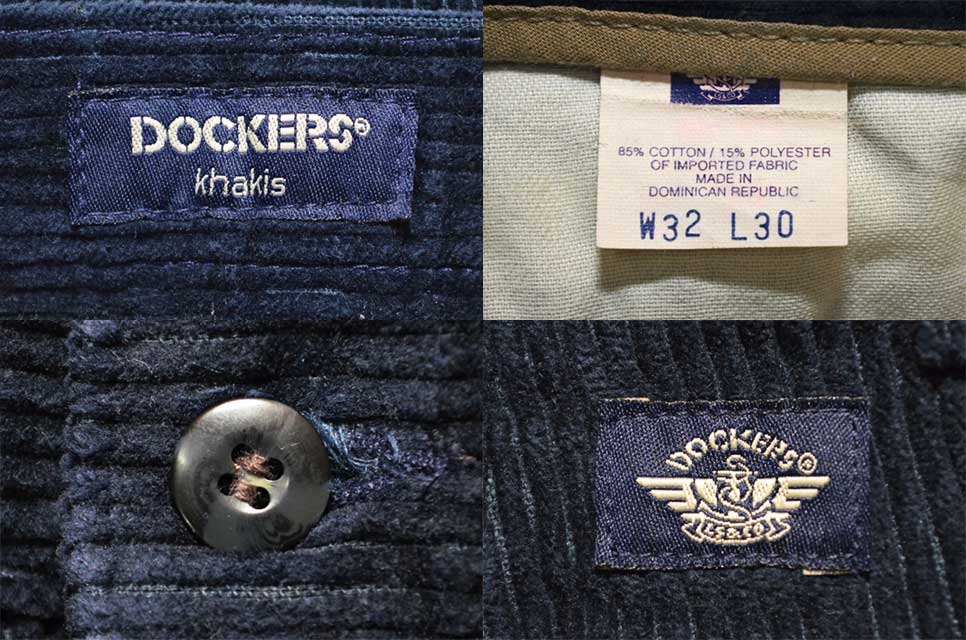 DOCKERS®
khakis
85% COTTON / 15% POLYESTER
OF IMPORTED FABRIC
MADE IN
DOMINICAN REPUBLIC
W32 L30
DOCKERS®
LS&CO